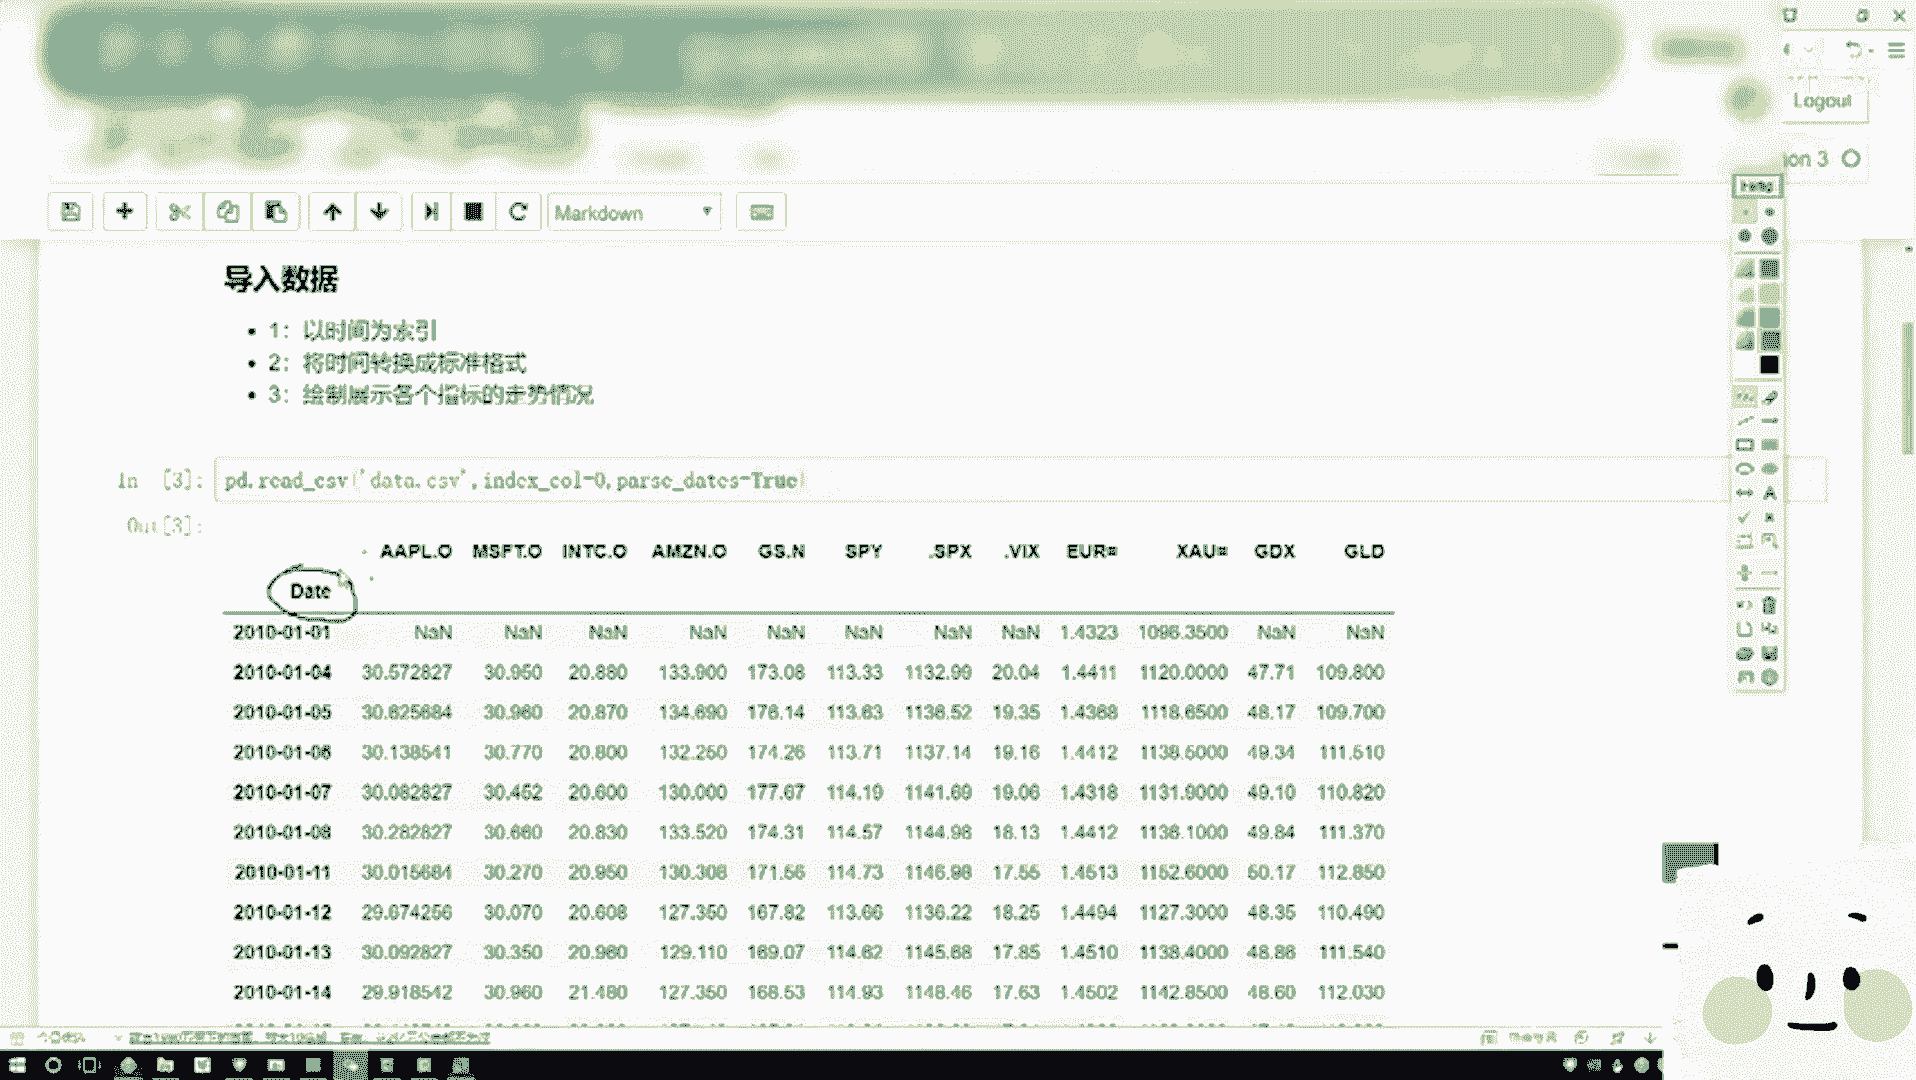 Logout
on 3
Markdown
导入数据
1: 以时间为索引
2: 将时间转换成标准格式
3: 绘制展示各个指标的走势情况
In [3]: pd.read_csv('data.csv',index_col=0,parse_dates=True)
Out[3]:
AAPL.O MSFT.O INTC.O AMZN.O GS.N SPY .SPX .VIX EUR= XAU= GDX GLD
Date
2010-01-01 NaN NaN NaN NaN NaN NaN NaN NaN 1.4323 1096.3500 NaN NaN
2010-01-04 30.572827 30.950 20.880 133.900 173.08 113.33 1132.99 20.04 1.4411 1120.0000 47.71 109.800
2010-01-05 30.625684 30.960 20.870 134.690 176.14 113.63 1136.52 19.35 1.4368 1118.6500 48.17 109.700
2010-01-06 30.138541 30.770 20.800 132.250 174.26 113.71 1137.14 19.16 1.4412 1138.5000 49.34 111.510
2010-01-07 30.082827 30.452 20.600 130.000 177.67 114.19 1141.69 19.06 1.4318 1131.9000 49.10 110.820
2010-01-08 30.282827 30.660 20.830 133.520 174.31 114.57 1144.98 18.13 1.4412 1136.1000 49.84 111.370
2010-01-11 30.015684 30.270 20.950 130.308 171.56 114.73 1146.98 17.55 1.4513 1152.6000 50.17 112.850
2010-01-12 29.674256 30.070 20.608 127.350 167.82 113.66 1136.22 18.25 1.4494 1127.3000 48.35 110.490
2010-01-13 30.092827 30.350 20.960 129.110 169.07 114.62 1145.68 17.85 1.4510 1138.4000 48.86 111.540
2010-01-14 29.918542 30.960 21.480 127.350 168.53 114.93 1148.46 17.63 1.4502 1142.8500 48.60 112.030